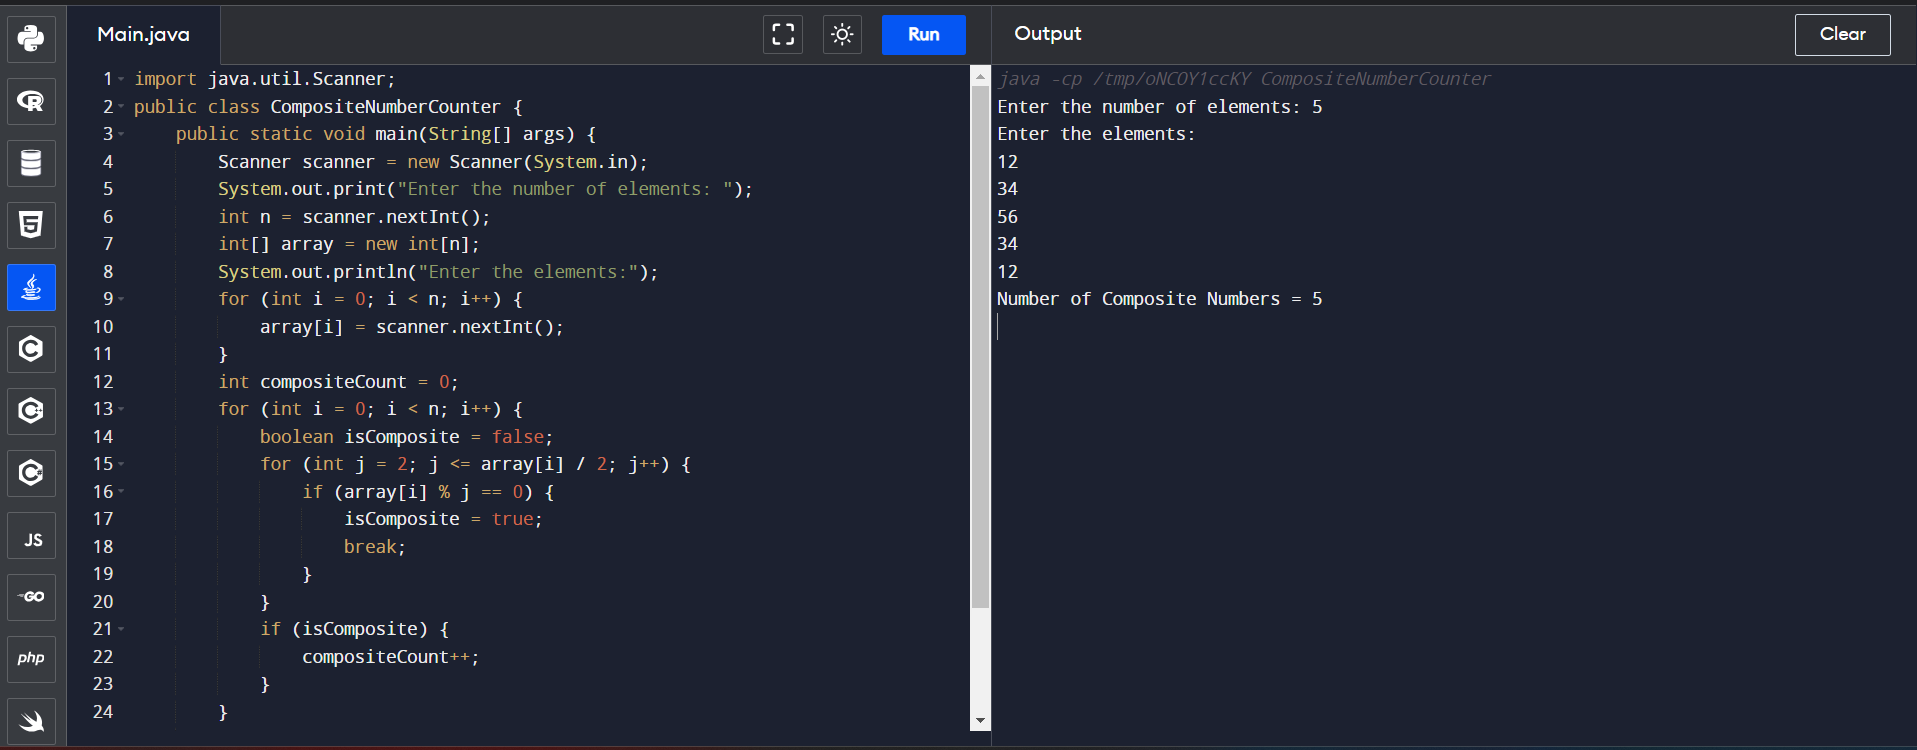 Main.java
Run
Output
Clear
1 import java.util.Scanner;
2 public class CompositeNumberCounter {
3     public static void main(String[] args) {
4         Scanner scanner = new Scanner(System.in);
5         System.out.print("Enter the number of elements: ");
6         int n = scanner.nextInt();
7         int[] array = new int[n];
8         System.out.println("Enter the elements:");
9         for (int i = 0; i < n; i++) {
10             array[i] = scanner.nextInt();
11         }
12         int compositeCount = 0;
13         for (int i = 0; i < n; i++) {
14             boolean isComposite = false;
15             for (int j = 2; j <= array[i] / 2; j++) {
16                 if (array[i] % j == 0) {
17                     isComposite = true;
18                     break;
19                 }
20             }
21             if (isComposite) {
22                 compositeCount++;
23             }
24         }
java -cp /tmp/oNCOY1ccKY CompositeNumberCounter
Enter the number of elements: 5
Enter the elements:
12
34
56
34
12
Number of Composite Numbers = 5
R
5
C
C++
C#
JS
GO
php